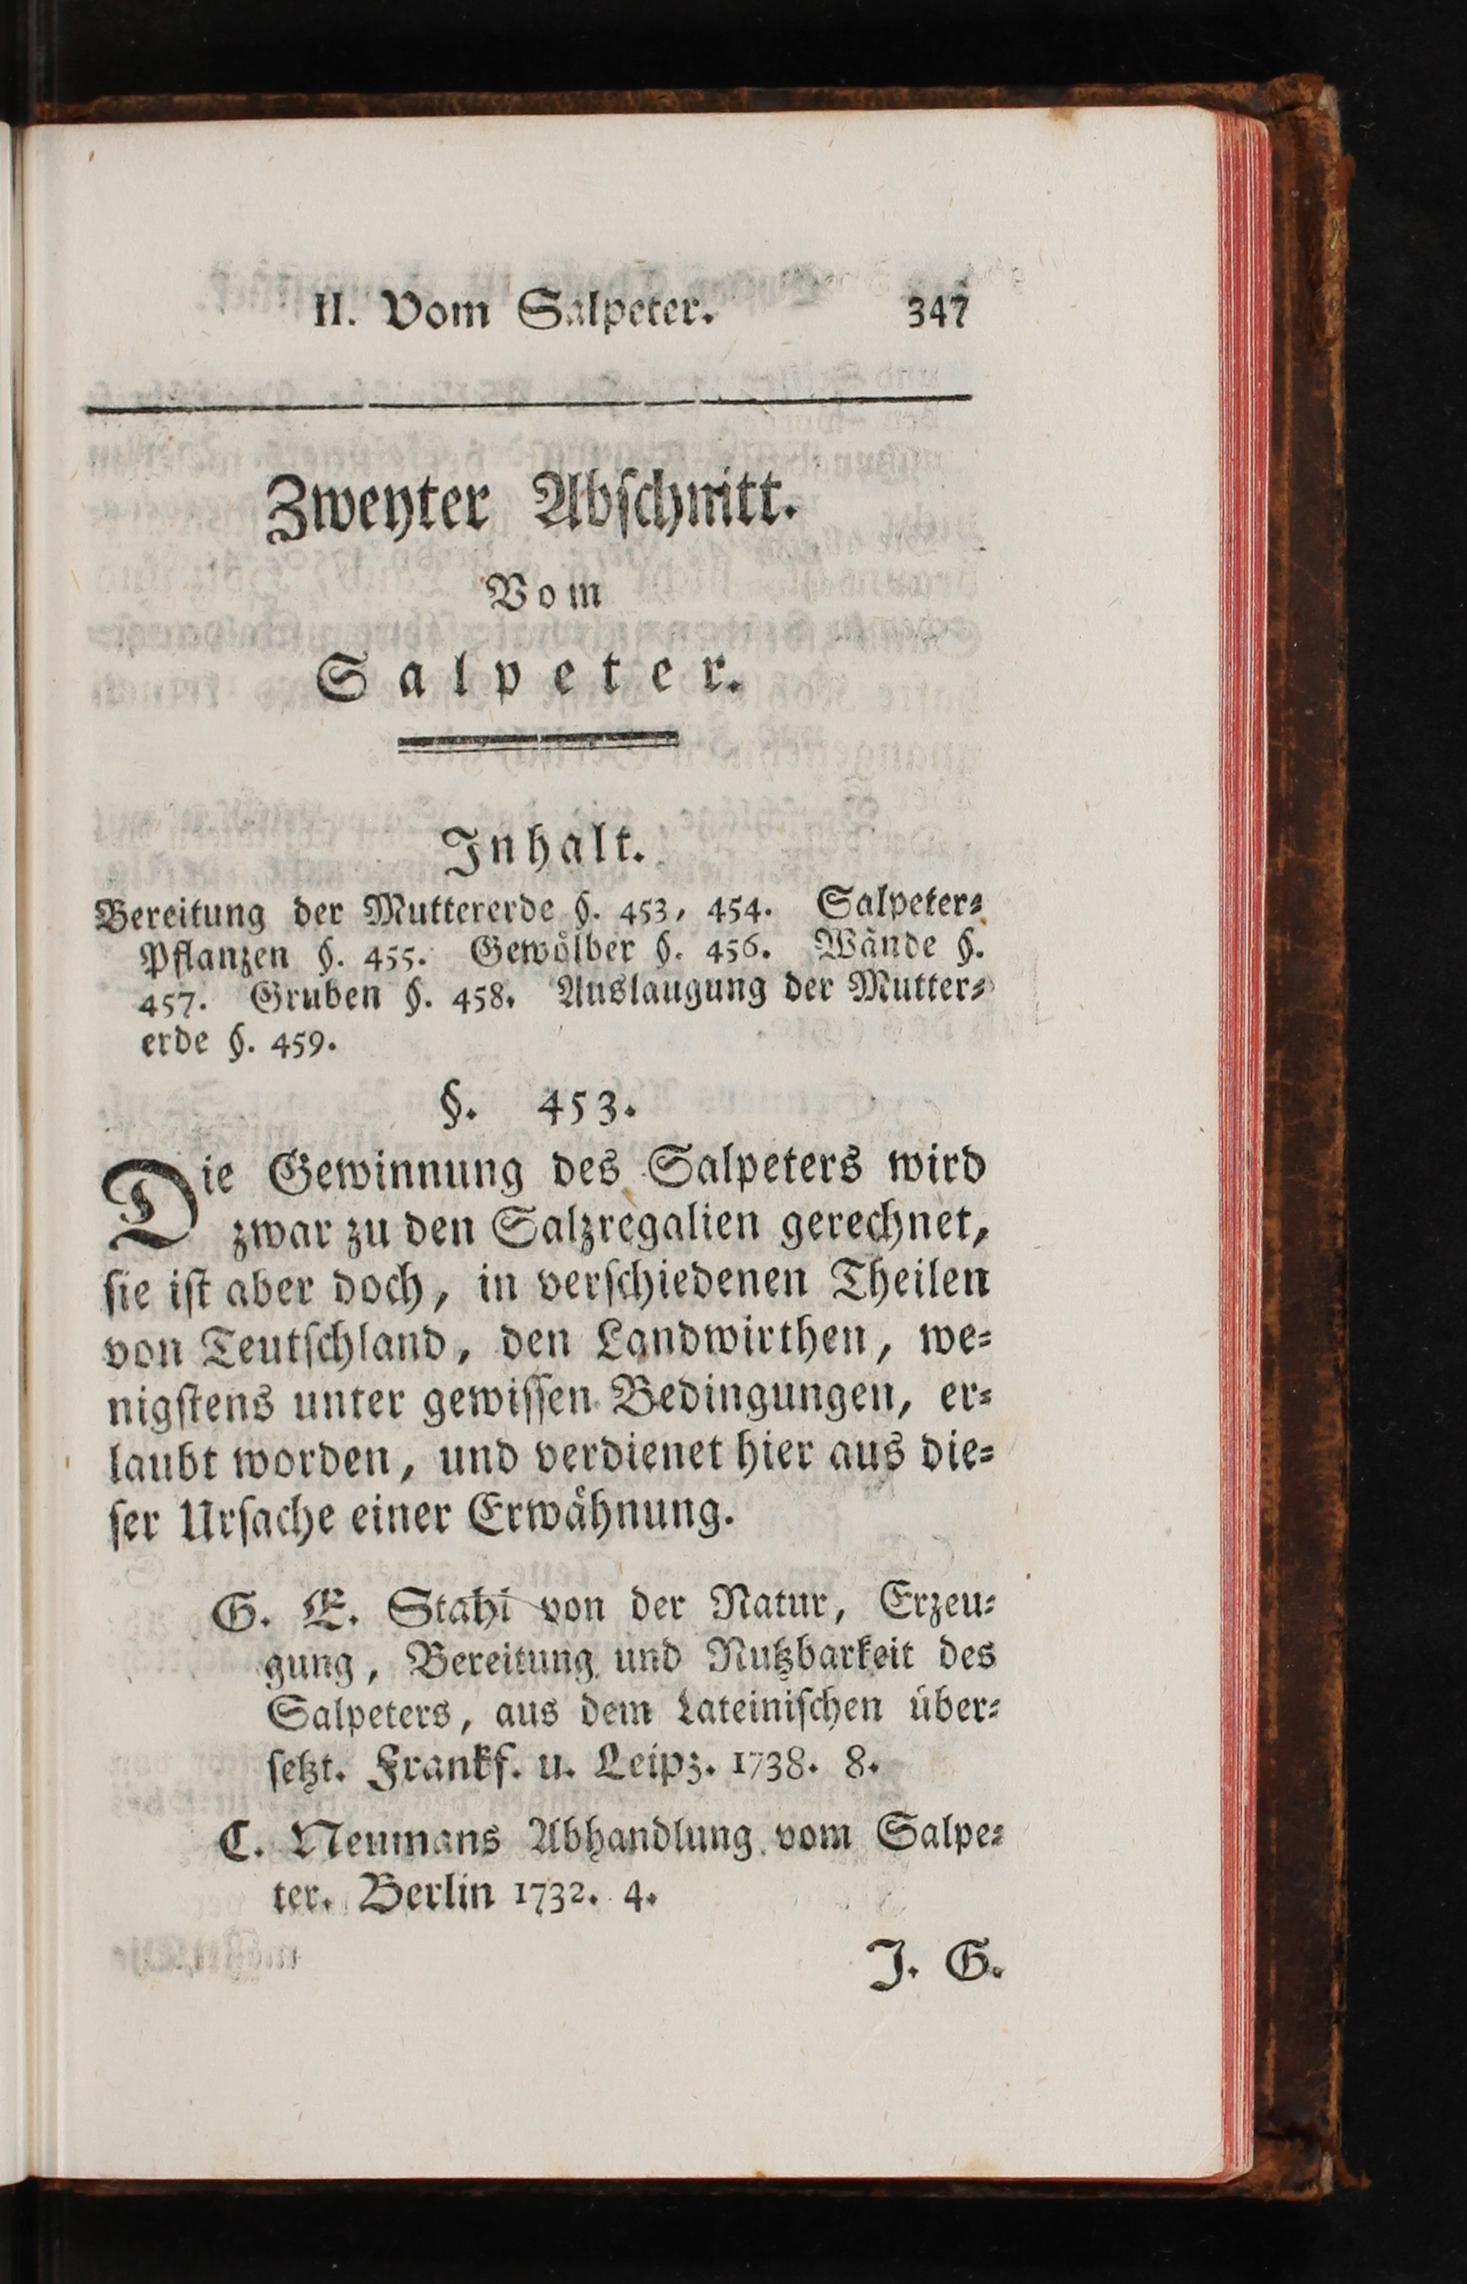 II. Vom Salpeter. 347
Zweyter Abschnitt.
Vom
Salpeter.
Inhalt.
Bereitung der Muttererde §. 453, 454. Salpeter-
Pflanzen §. 455. Gewölber §. 456. Wände §.
457. Gruben §. 458. Auslaugung der Mutter-
erde §. 459.
§. 453.
Die Gewinnung des Salpeters wird
zwar zu den Salzregalien gerechnet,
sie ist aber doch, in verschiedenen Theilen
von Teutschland, den Landwirthen, we-
nigstens unter gewissen Bedingungen, er-
laubt worden, und verdienet hier aus die-
ser Ursache einer Erwähnung.
G. E. Stahl von der Natur, Erzeu-
gung, Bereitung und Nutzbarkeit des
Salpeters, aus dem Lateinischen über-
setzt. Frankf. u. Leipz. 1738. 8.
C. Neumans Abhandlung vom Salpe-
ter. Berlin 1732. 4.
J. G.